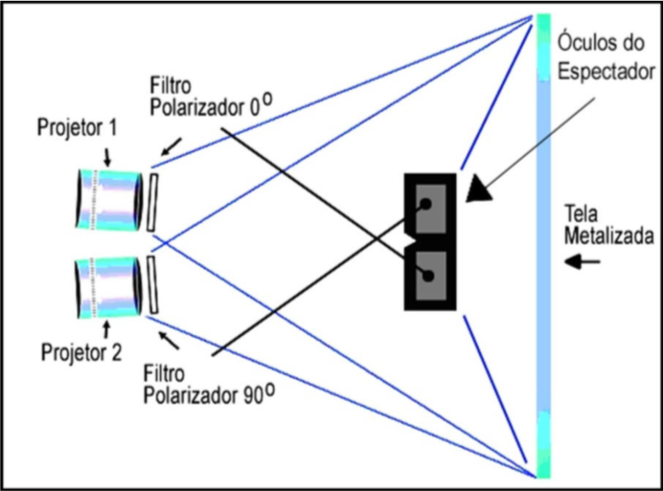 Óculos do
Espectador
Filtro
Polarizador 0º
Projetor 1
Tela
Metalizada
Projetor 2
Filtro
Polarizador 90º